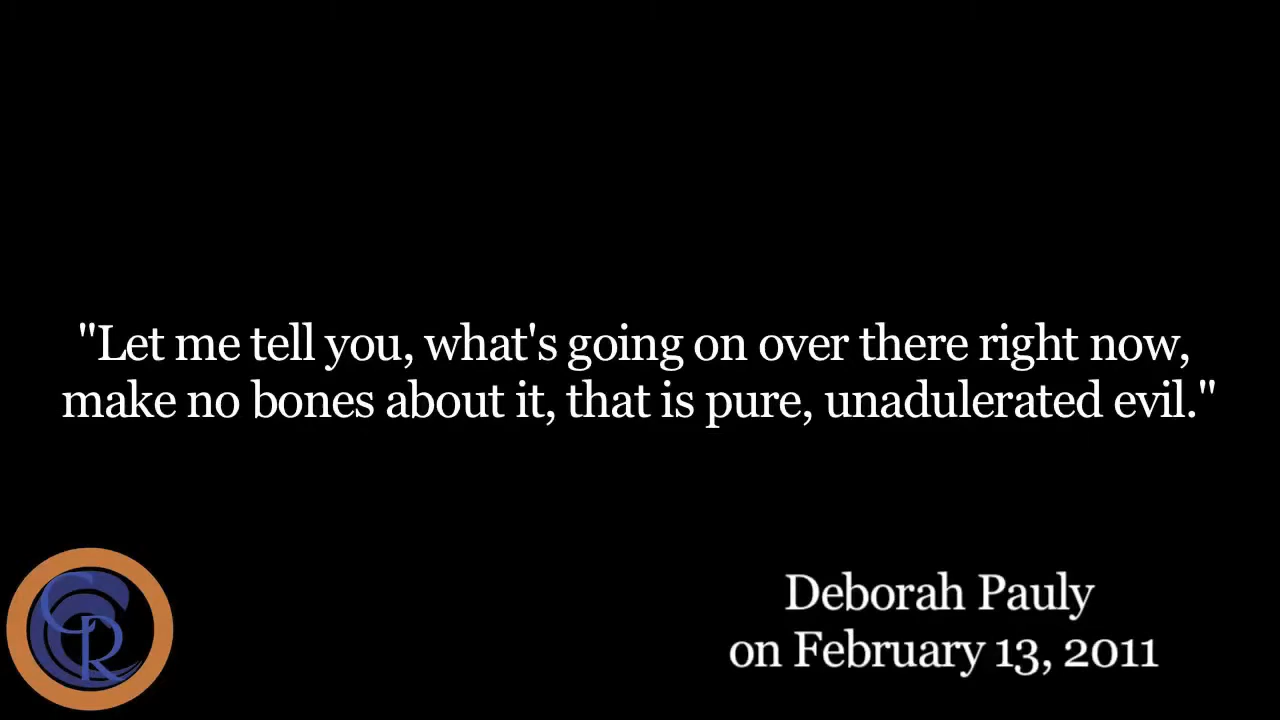 "Let me tell you, what's going on over there right now,
make no bones about it, that is pure, unadulerated evil."
Deborah Pauly
on February 13, 2011
CR